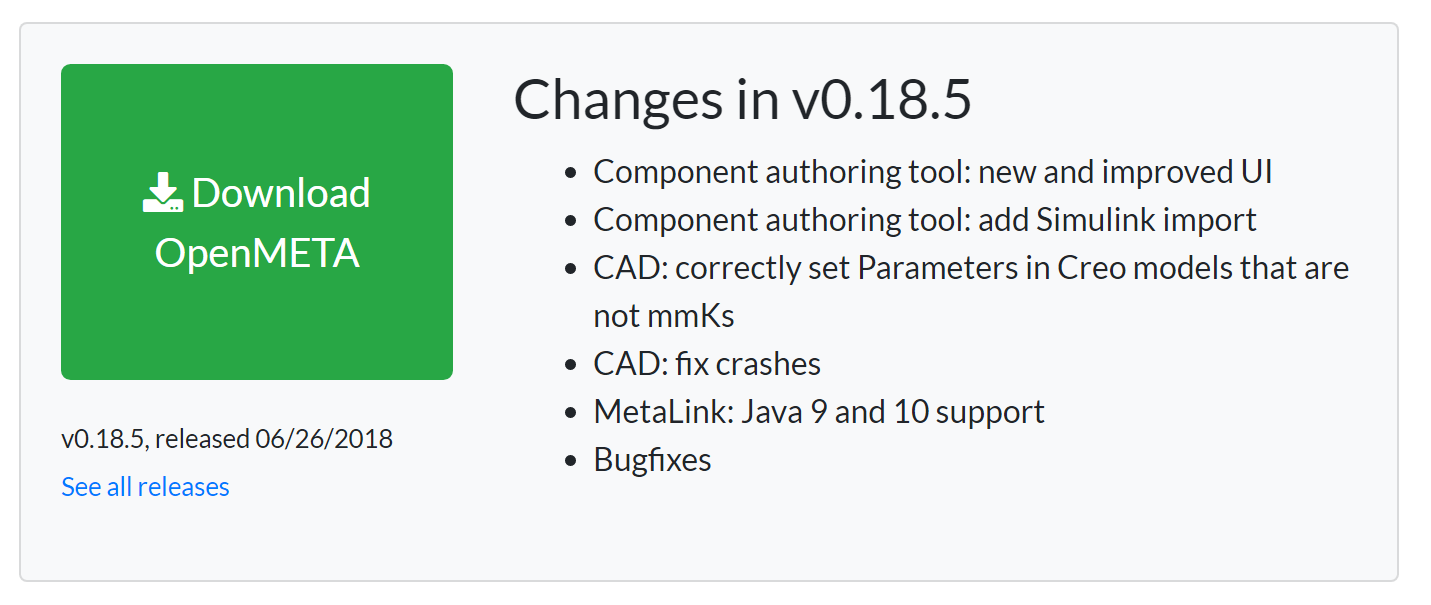 Download
OpenMETA
v0.18.5, released 06/26/2018
See all releases
Changes in v0.18.5
• Component authoring tool: new and improved UI
• Component authoring tool: add Simulink import
• CAD: correctly set Parameters in Creo models that are
not mmKs
• CAD: fix crashes
• MetaLink: Java 9 and 10 support
• Bugfixes